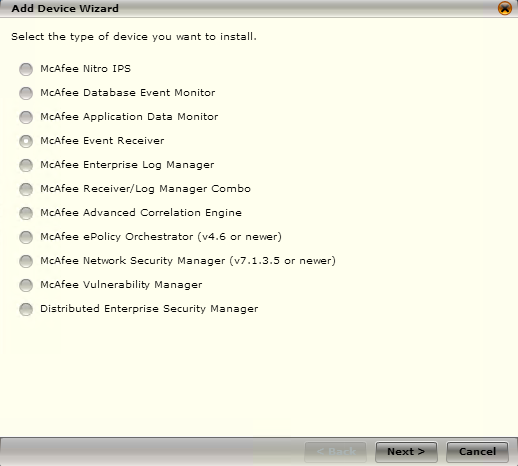 Add Device Wizard
Select the type of device you want to install.
McAfee Nitro IPS
McAfee Database Event Monitor
McAfee Application Data Monitor
McAfee Event Receiver
McAfee Enterprise Log Manager
McAfee Receiver/Log Manager Combo
McAfee Advanced Correlation Engine
McAfee ePolicy Orchestrator (v4.6 or newer)
McAfee Network Security Manager (v7.1.3.5 or newer)
McAfee Vulnerability Manager
Distributed Enterprise Security Manager
< Back Next > Cancel